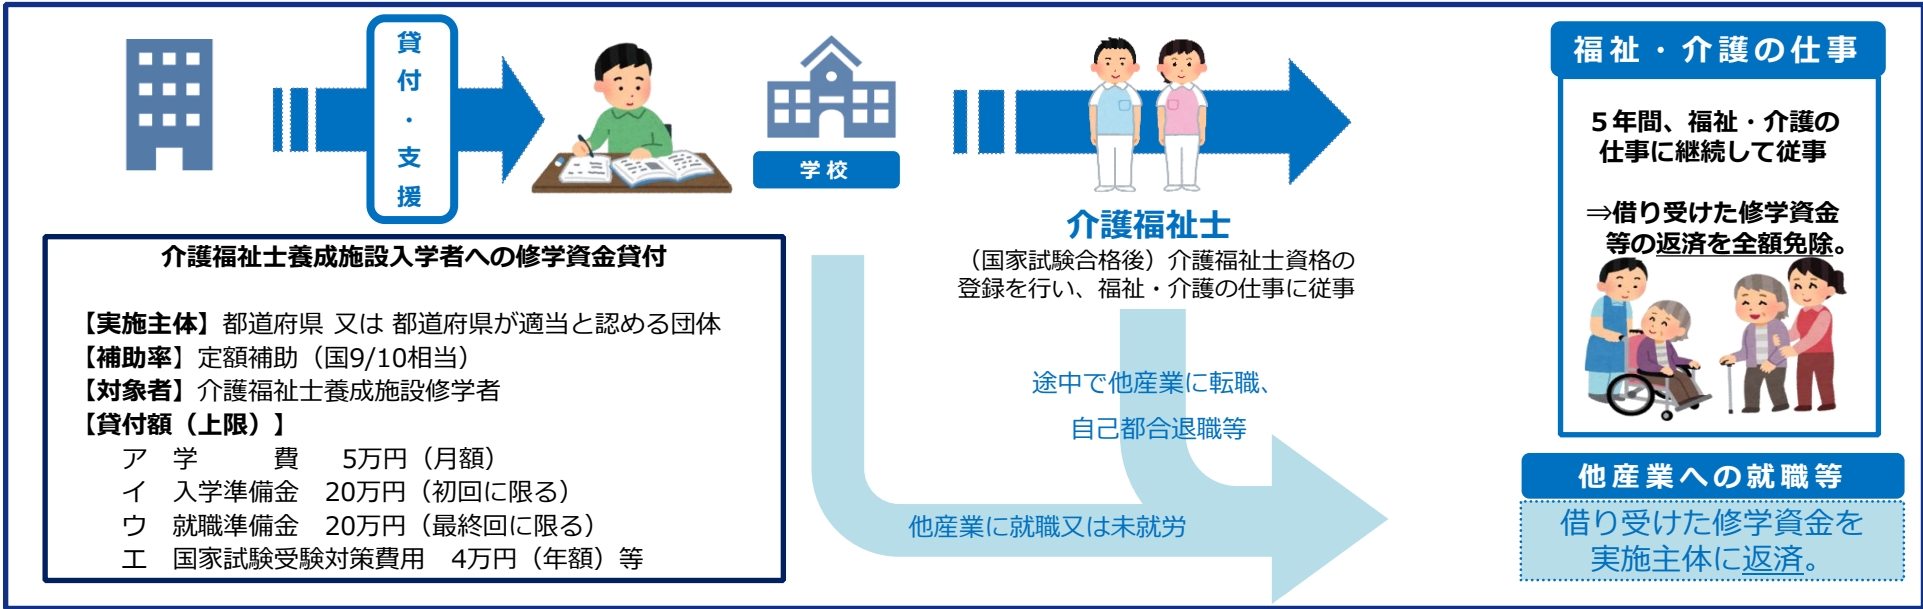 貸付・支援
学校
介護福祉士養成施設入学者への修学資金貸付
【実施主体】都道府県 又は 都道府県が適当と認める団体
【補助率】定額補助（国9/10相当）
【対象者】介護福祉士養成施設修学者
【貸付額（上限）】
ア　学　　　費　 5万円（月額）
イ　入学準備金　20万円（初回に限る）
ウ　就職準備金　20万円（最終回に限る）
エ　国家試験受験対策費用　4万円（年額）等
介護福祉士
（国家試験合格後）介護福祉士資格の
登録を行い、福祉・介護の仕事に従事
途中で他産業に転職、
自己都合退職等
他産業に就職又は未就労
福祉・介護の仕事
５年間、福祉・介護の
仕事に継続して従事
⇒借り受けた修学資金
等の返済を全額免除。
他産業への就職等
借り受けた修学資金を
実施主体に返済。